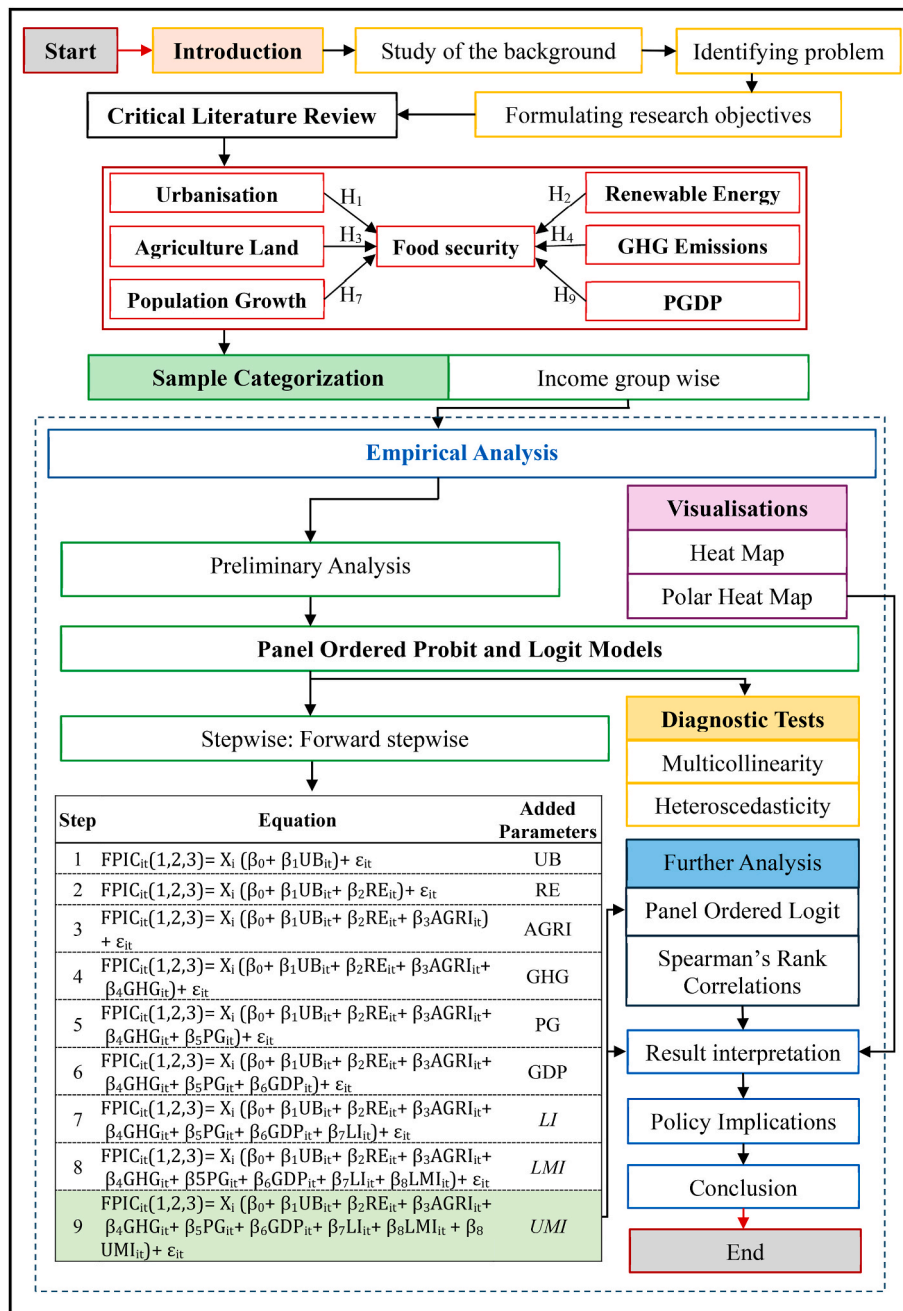 Start
Introduction
Study of the background
Identifying problem
Formulating research objectives
Critical Literature Review
Urbanisation
H₁
H₂
Renewable Energy
Agriculture Land
H₃
Food security
H₄
GHG Emissions
Population Growth
H₇
H₉
PGDP
Sample Categorization
Income group wise
Empirical Analysis
Visualisations
Heat Map
Polar Heat Map
Preliminary Analysis
Panel Ordered Probit and Logit Models
Stepwise: Forward stepwise
Diagnostic Tests
Multicollinearity
Heteroscedasticity
Step Equation Added
Parameters
1 FPICᵢₜ(1,2,3)= Xᵢ (β₀+ β₁UBᵢₜ)+ εᵢₜ UB
2 FPICᵢₜ(1,2,3)= Xᵢ (β₀+ β₁UBᵢₜ+ β₂REᵢₜ)+ εᵢₜ RE
3 FPICᵢₜ(1,2,3)= Xᵢ (β₀+ β₁UBᵢₜ+ β₂REᵢₜ+ β₃AGRIᵢₜ)
+ εᵢₜ AGRI
4 FPICᵢₜ(1,2,3)= Xᵢ (β₀+ β₁UBᵢₜ+ β₂REᵢₜ+ β₃AGRIᵢₜ+
β₄GHGᵢₜ)+ εᵢₜ GHG
5 FPICᵢₜ(1,2,3)= Xᵢ (β₀+ β₁UBᵢₜ+ β₂REᵢₜ+ β₃AGRIᵢₜ+
β₄GHGᵢₜ+ β₅PGᵢₜ)+ εᵢₜ PG
6 FPICᵢₜ(1,2,3)= Xᵢ (β₀+ β₁UBᵢₜ+ β₂REᵢₜ+ β₃AGRIᵢₜ+
β₄GHGᵢₜ+ β₅PGᵢₜ+ β₆GDPᵢₜ)+ εᵢₜ GDP
7 FPICᵢₜ(1,2,3)= Xᵢ (β₀+ β₁UBᵢₜ+ β₂REᵢₜ+ β₃AGRIᵢₜ+
β₄GHGᵢₜ+ β₅PGᵢₜ+ β₆GDPᵢₜ+ β₇LIᵢₜ)+ εᵢₜ LI
8 FPICᵢₜ(1,2,3)= Xᵢ (β₀+ β₁UBᵢₜ+ β₂REᵢₜ+ β₃AGRIᵢₜ+
β₄GHGᵢₜ+ β5PGᵢₜ+ β₆GDPᵢₜ+ β₇LIᵢₜ+ β₈LMIᵢₜ)+ εᵢₜ LMI
9 FPICᵢₜ(1,2,3)= Xᵢ (β₀+ β₁UBᵢₜ+ β₂REᵢₜ+ β₃AGRIᵢₜ+
β₄GHGᵢₜ+ β₅PGᵢₜ+ β₆GDPᵢₜ+ β₇LIᵢₜ+ β₈LMIᵢₜ + β₈
UMIᵢₜ)+ εᵢₜ UMI
Further Analysis
Panel Ordered Logit
Spearman's Rank
Correlations
Result interpretation
Policy Implications
Conclusion
End